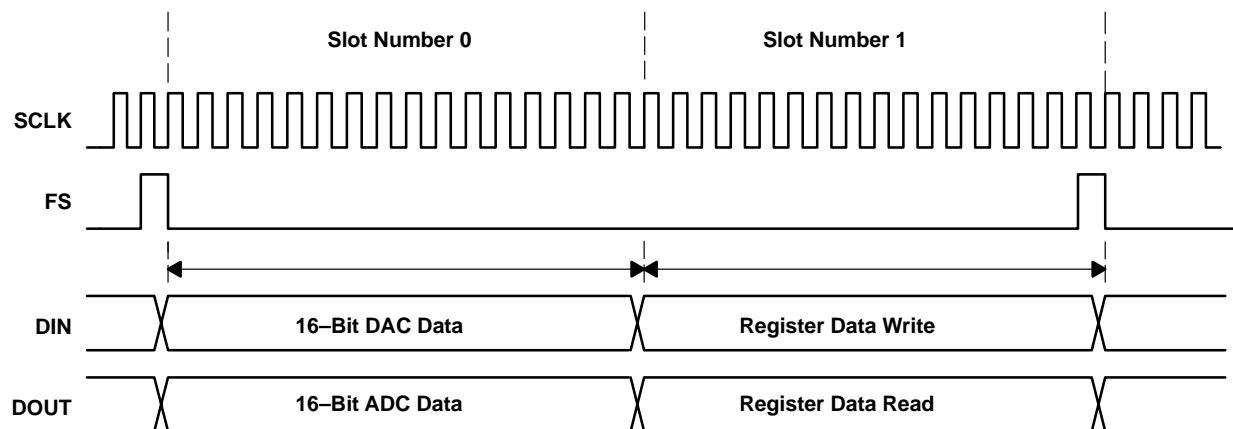 Slot Number 0
Slot Number 1
SCLK
FS
DIN
16–Bit DAC Data
Register Data Write
DOUT
16–Bit ADC Data
Register Data Read